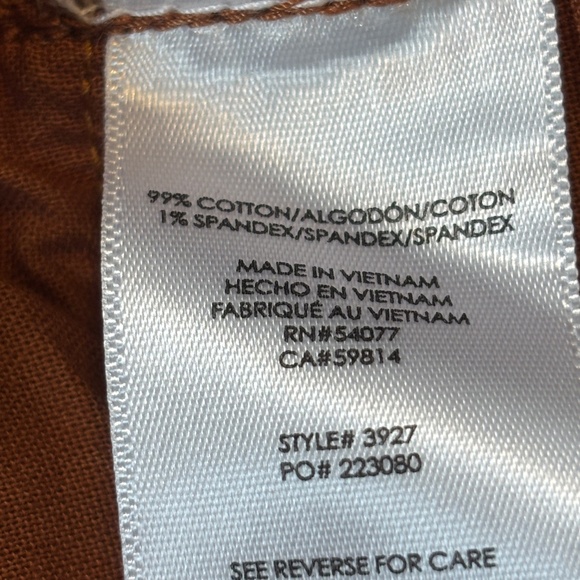 99% COTTON/ALGODÓN/COTON
1% SPANDEX/SPANDEX/SPANDEX
MADE IN VIETNAM
HECHO EN VIETNAM
FABRIQUÉ AU VIETNAM
RN#54077
CA#59814
STYLE# 3927
PO# 223080
SEE REVERSE FOR CARE